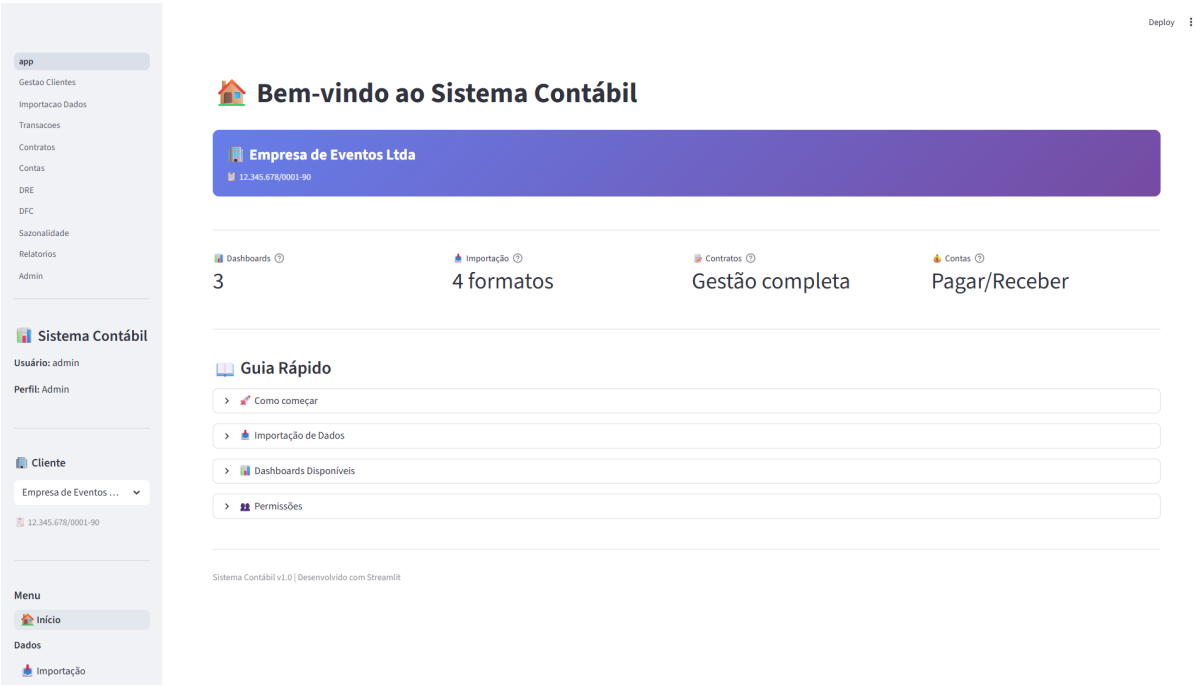 Deploy
app
Gestao Clientes
Importacao Dados
Transacoes
Contratos
Contas
DRE
DFC
Sazonalidade
Relatorios
Admin
Sistema Contábil
Usuário: admin
Perfil: Admin
Cliente
Empresa de Eventos ...
12.345.678/0001-90
Menu
Início
Dados
Importação
Bem-vindo ao Sistema Contábil
Empresa de Eventos Ltda
12.345.678/0001-90
Dashboards
3
Importação
4 formatos
Contratos
Gestão completa
Contas
Pagar/Receber
Guia Rápido
Como começar
Importação de Dados
Dashboards Disponíveis
Permissões
Sistema Contábil v1.0 | Desenvolvido com Streamlit